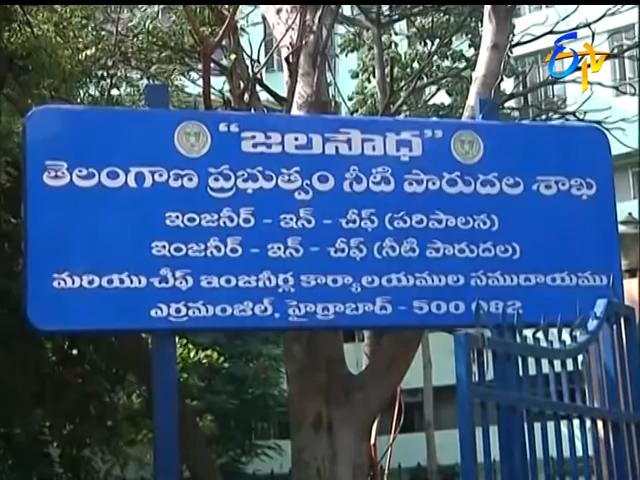 ETV
“జలసౌధ”
తెలంగాణ ప్రభుత్వం నీటి పారుదల శాఖ
ఇంజనీర్ - ఇన్ - చీఫ్ (పరిపాలన)
ఇంజనీర్ - ఇన్ - చీఫ్ (నీటి పారుదల)
మరియు చీఫ్ ఇంజనీర్ల కార్యాలయముల సముదాయము
ఎర్రమంజిల్, హైద్రాబాద్ - 500 082